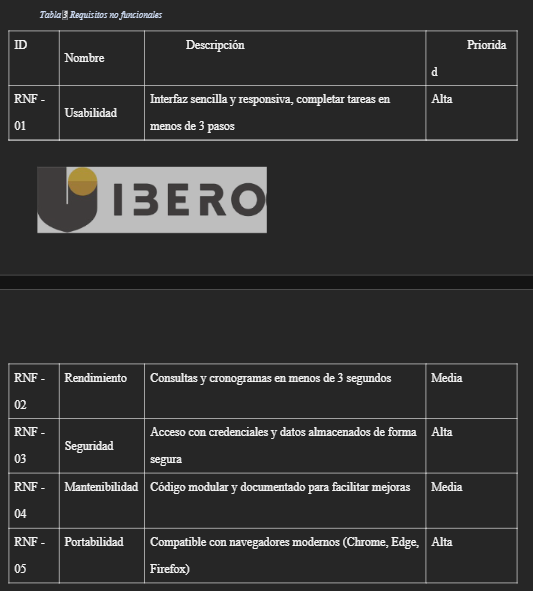 Tabla 3 Requisitos no funcionales
ID
Nombre
Descripción
Priorida
d
RNF -
01
Usabilidad
Interfaz sencilla y responsiva, completar tareas en
menos de 3 pasos
Alta
IBERO
RNF -
02
Rendimiento
Consultas y cronogramas en menos de 3 segundos
Media
RNF -
03
Seguridad
Acceso con credenciales y datos almacenados de forma
segura
Alta
RNF -
04
Mantenibilidad
Código modular y documentado para facilitar mejoras
Media
RNF -
05
Portabilidad
Compatible con navegadores modernos (Chrome, Edge,
Firefox)
Alta